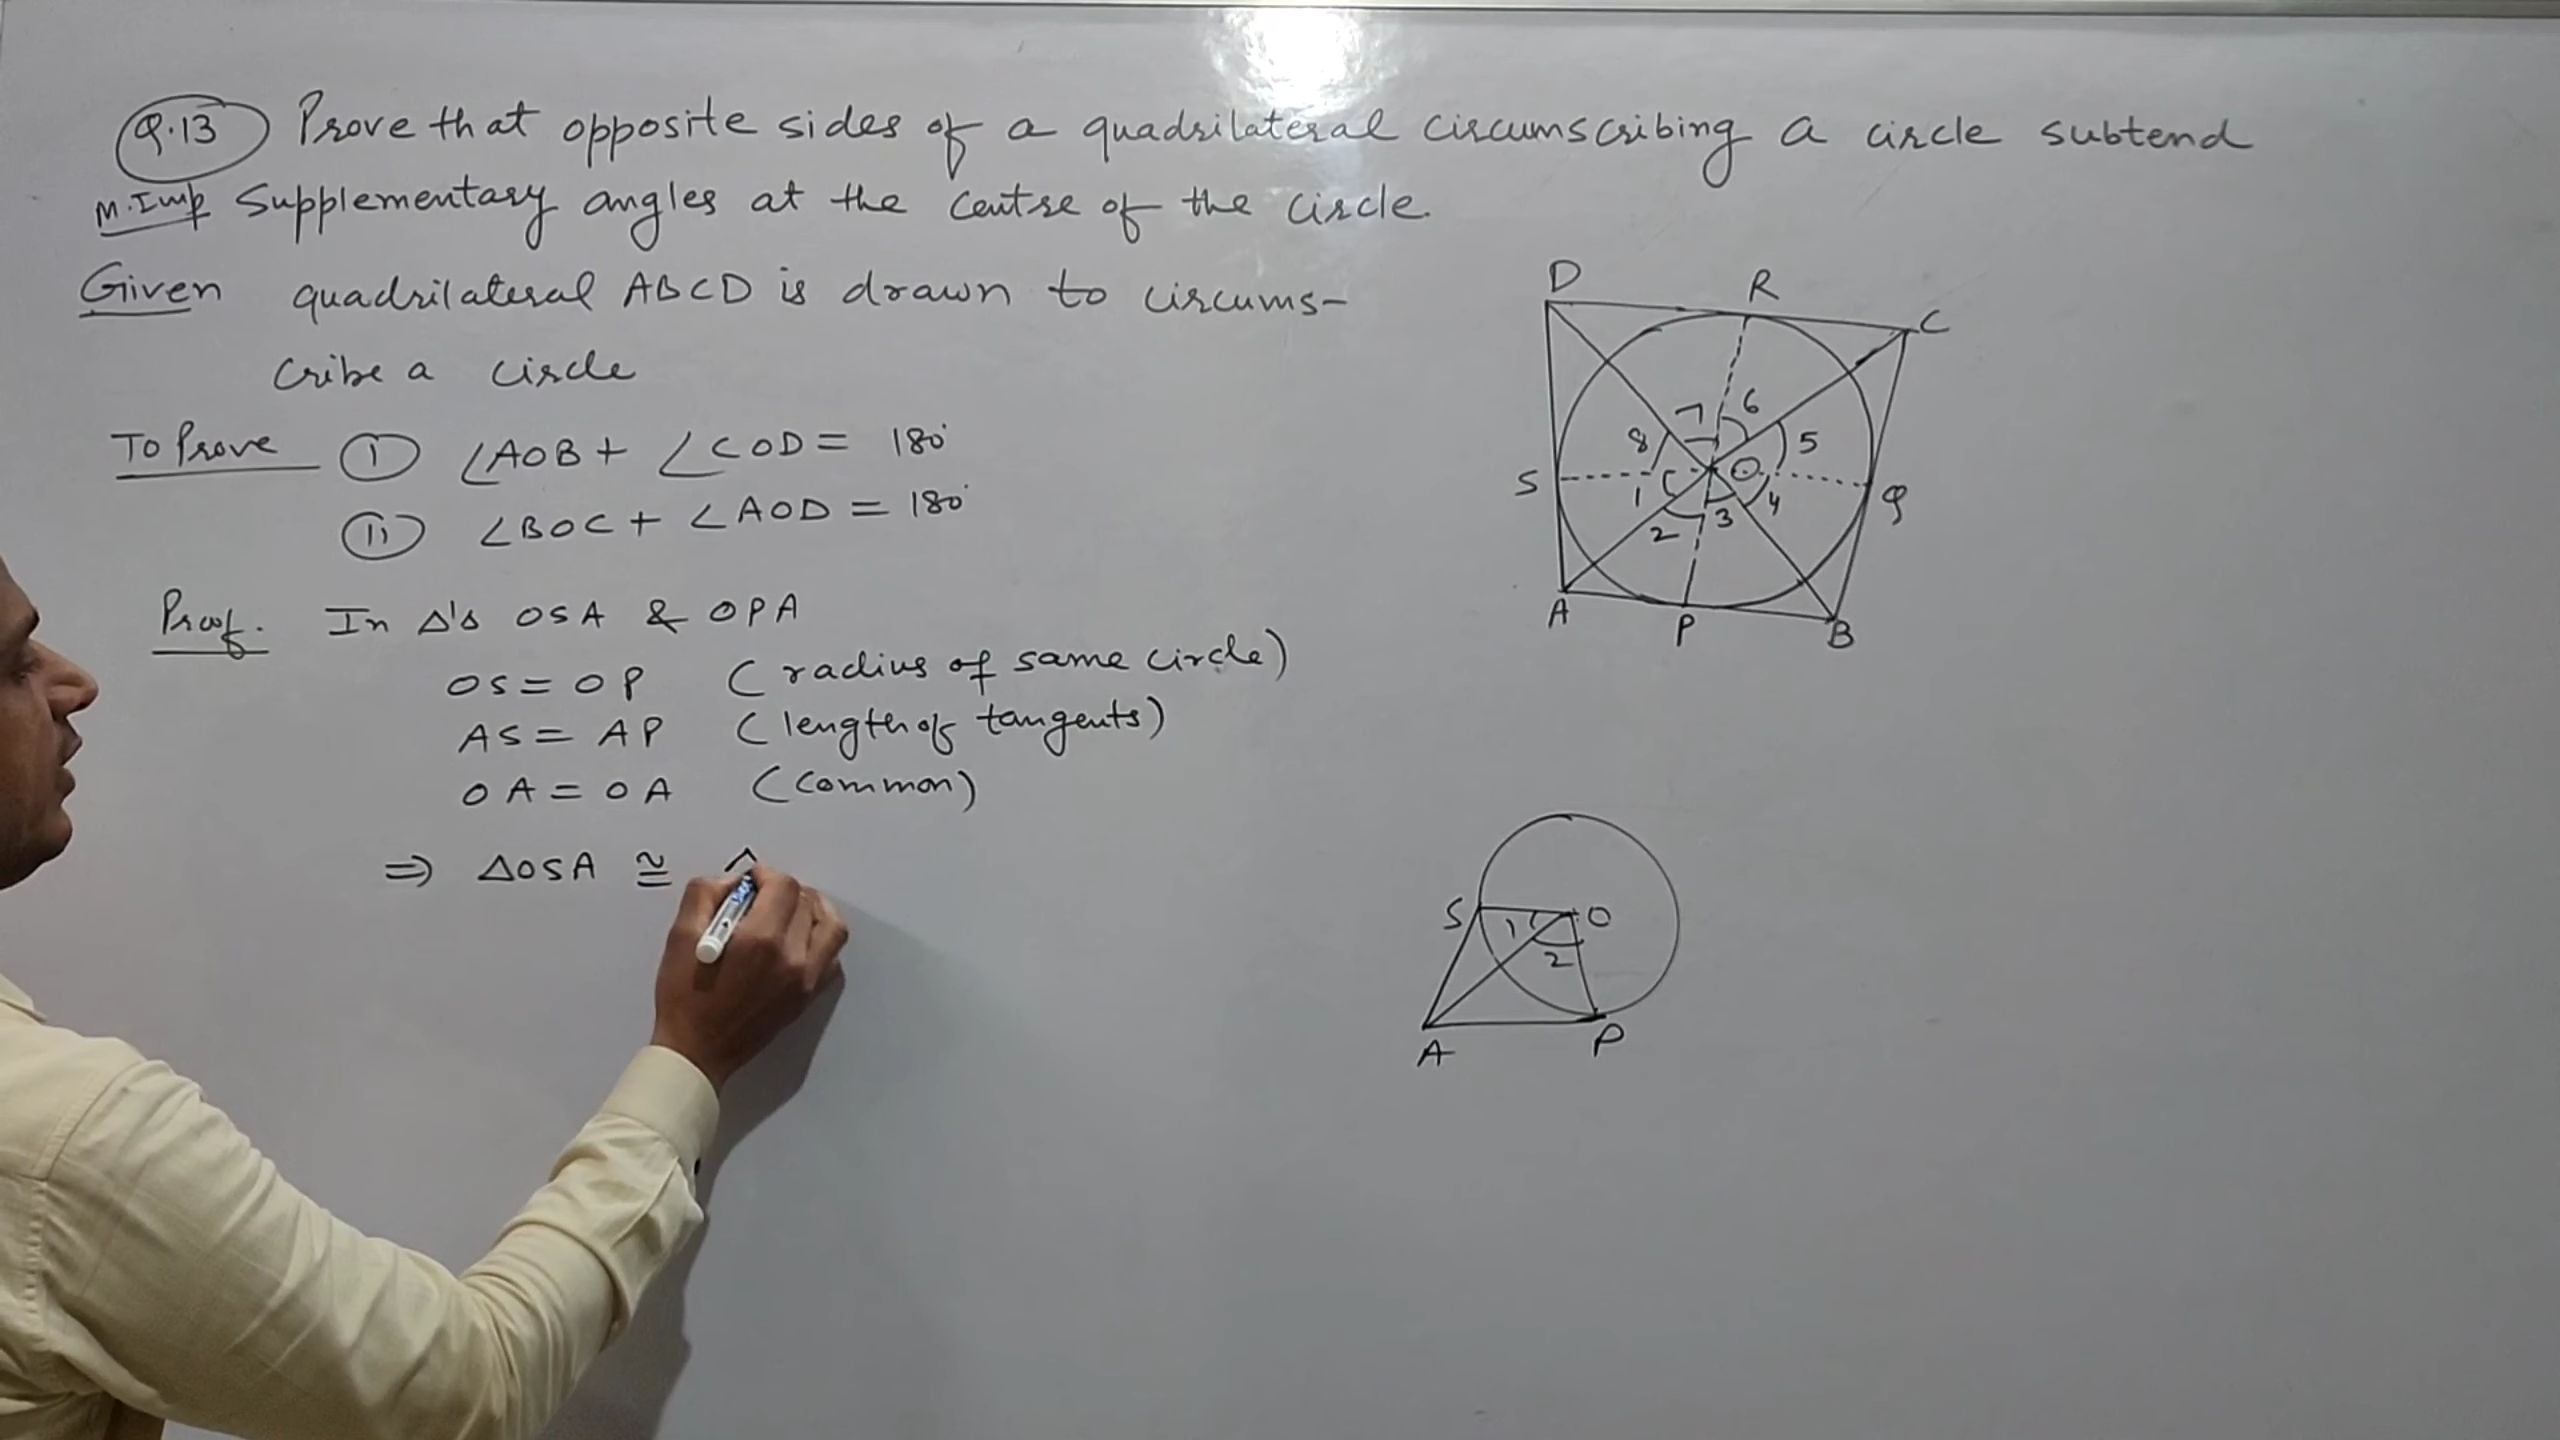 Q.13 Prove that opposite sides of a quadrilateral circumscribing a circle subtend
M.Imp Supplementary angles at the centre of the circle.
Given quadrilateral ABCD is drawn to circums-
cribe a circle
To Prove I ∠AOB + ∠COD = 180°
II ∠BOC + ∠AOD = 180°
Proof. In Δ's OSA & OPA
OS = OP (radius of same circle)
AS = AP (length of tangents)
OA = OA (common)
⇒ ΔOSA ≅ Δ
D R C
7 6
8 5
S O Q
1 4
2 3
A P B
S O
1
2
A P